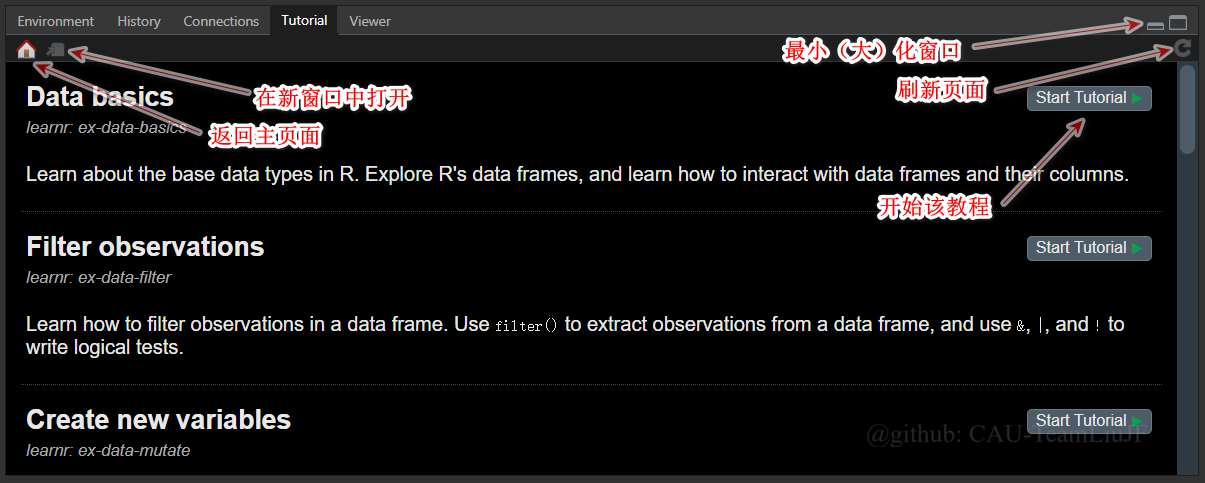 Environment History Connections Tutorial Viewer
最小（大）化窗口
在新窗口中打开
刷新页面
返回主页面
Data basics
Start Tutorial
learnr: ex-data-basics
Learn about the base data types in R. Explore R's data frames, and learn how to interact with data frames and their columns.
开始该教程
Filter observations
Start Tutorial
learnr: ex-data-filter
Learn how to filter observations in a data frame. Use filter() to extract observations from a data frame, and use &, |, and ! to
write logical tests.
Create new variables
Start Tutorial
@github: CAU-TeamLiuJF
learnr: ex-data-mutate